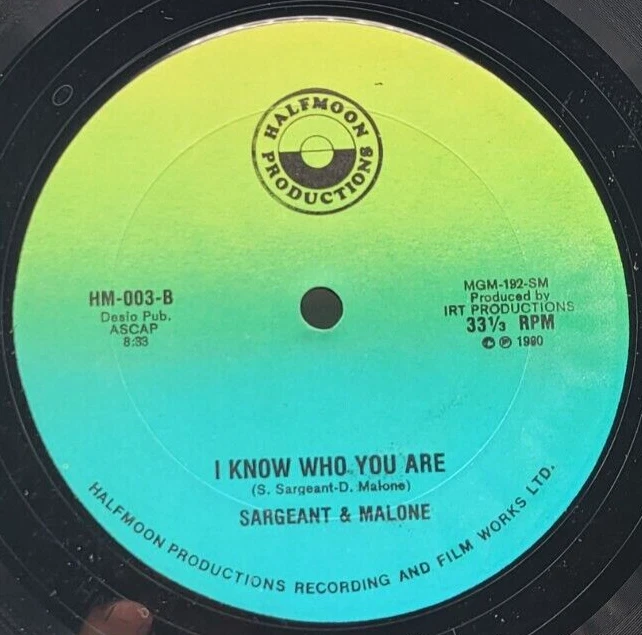 HALFMOON
PRODUCTIONS
HM-003-B
Desio Pub.
ASCAP
8:33
MGM-192-SM
Produced by
IRT PRODUCTIONS
33⅓ RPM
© ℗ 1980
I KNOW WHO YOU ARE
(S. Sargeant-D. Malone)
SARGEANT & MALONE
HALFMOON PRODUCTIONS RECORDING AND FILM WORKS LTD.